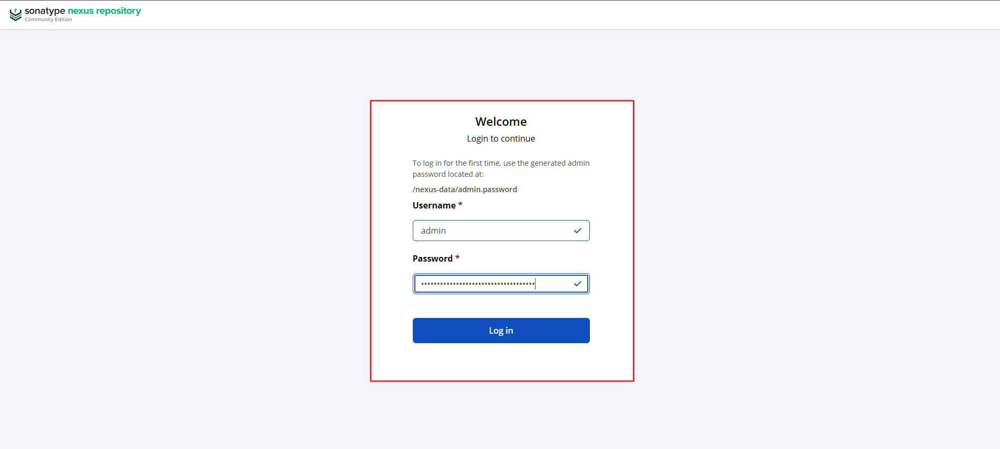 sonatype nexus repository
Community Edition
Welcome
Login to continue
To log in for the first time, use the generated admin
password located at:
/nexus-data/admin.password
Username *
admin
Password *
••••••••••••••••••••••••••••••••••••
Log in